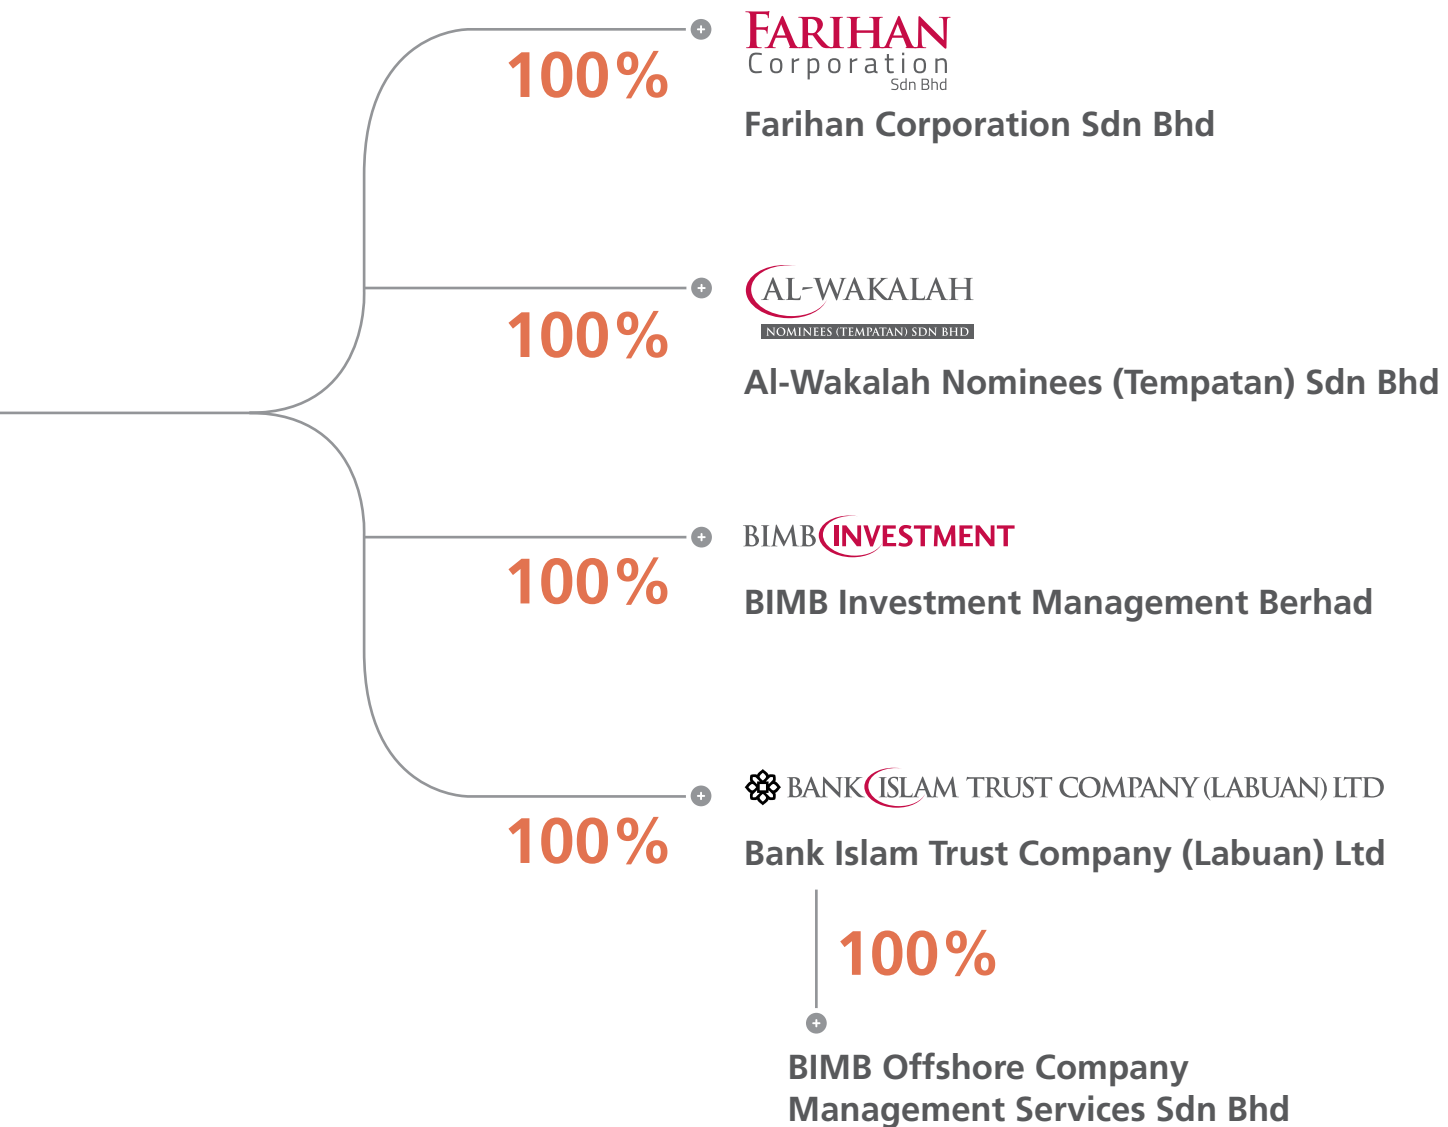 FARIHAN
Corporation
Sdn Bhd
100%
Farihan Corporation Sdn Bhd
AL-WAKALAH
NOMINEES (TEMPATAN) SDN BHD
100%
Al-Wakalah Nominees (Tempatan) Sdn Bhd
BIMB INVESTMENT
100%
BIMB Investment Management Berhad
BANK ISLAM TRUST COMPANY (LABUAN) LTD
100%
Bank Islam Trust Company (Labuan) Ltd
100%
BIMB Offshore Company
Management Services Sdn Bhd